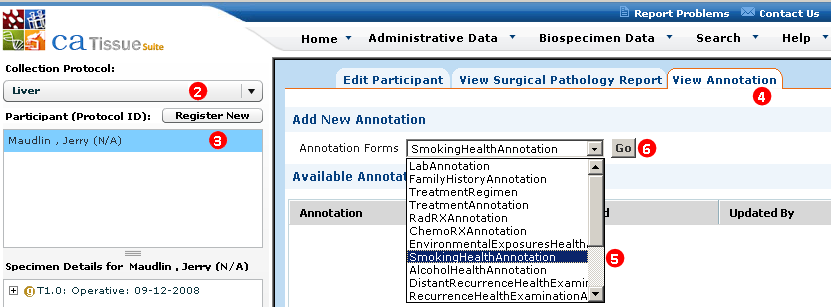 Report Problems Contact Us
ca Tissue Suite
Home Administrative Data Biospecimen Data Search Help
Collection Protocol:
Liver 2
Participant (Protocol ID): Register New
Maudlin , Jerry (N/A) 3
Specimen Details for Maudlin , Jerry (N/A)
T1.0: Operative: 09-12-2008
Edit Participant View Surgical Pathology Report View Annotation
4
Add New Annotation
Annotation Forms SmokingHealthAnnotation Go 6
LabAnnotation
FamilyHistoryAnnotation
Available Annotat
TreatmentRegimen
TreatmentAnnotation
Annotation d Updated By
RadRXAnnotation
ChemoRXAnnotation
EnvironmentalExposuresHealth
SmokingHealthAnnotation 5
AlcoholHealthAnnotation
DistantRecurrenceHealthExamin
RecurrenceHealthExaminationA